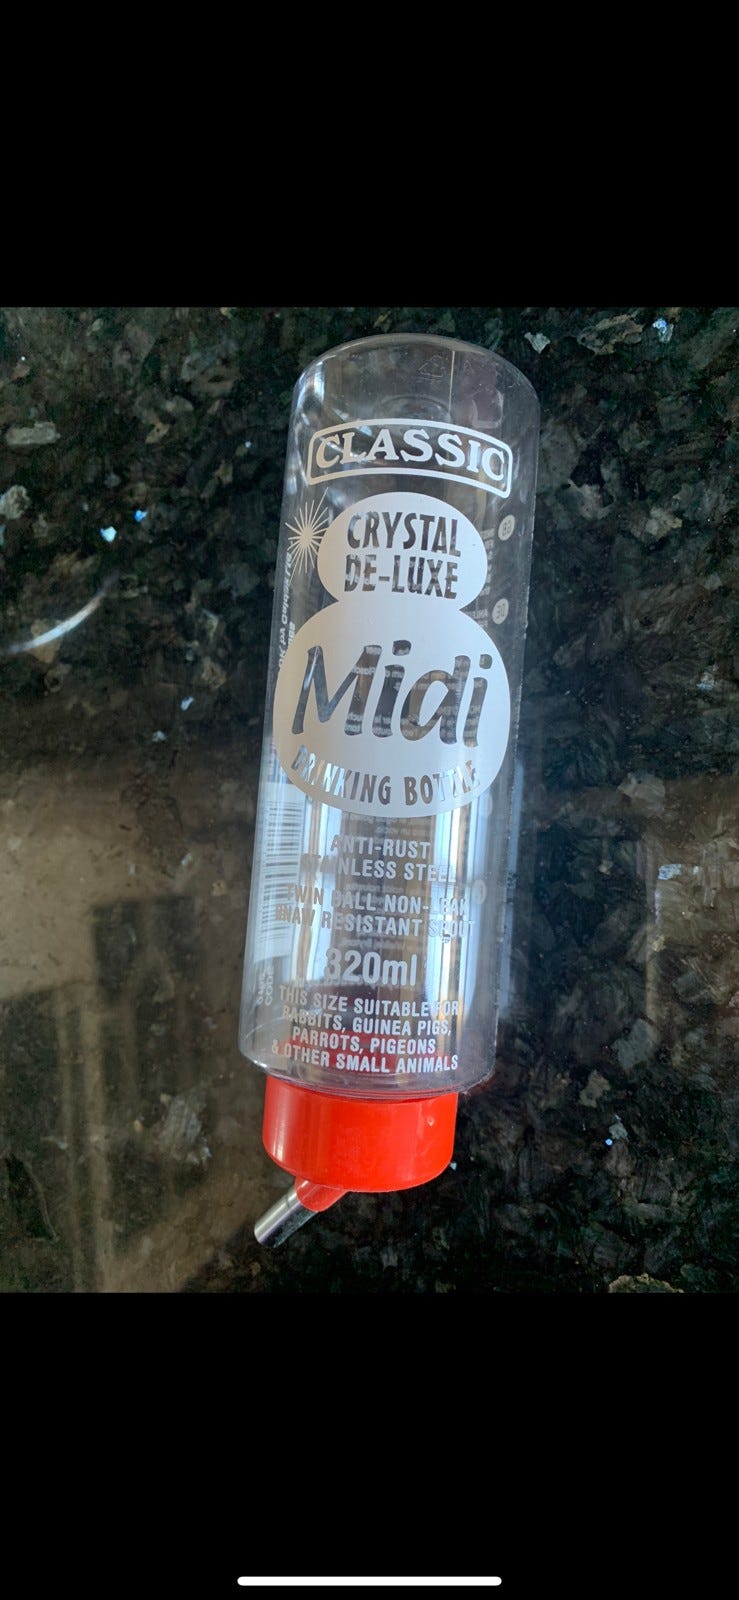 CLASSIC
CRYSTAL
DE-LUXE
Midi
DRINKING BOTTLE
ANTI-RUST
STAINLESS STEEL
TWIN BALL NON-LEAK
GNAW RESISTANT SPOUT
320ml
THIS SIZE SUITABLE FOR
RABBITS, GUINEA PIGS,
PARROTS, PIGEONS
& OTHER SMALL ANIMALS